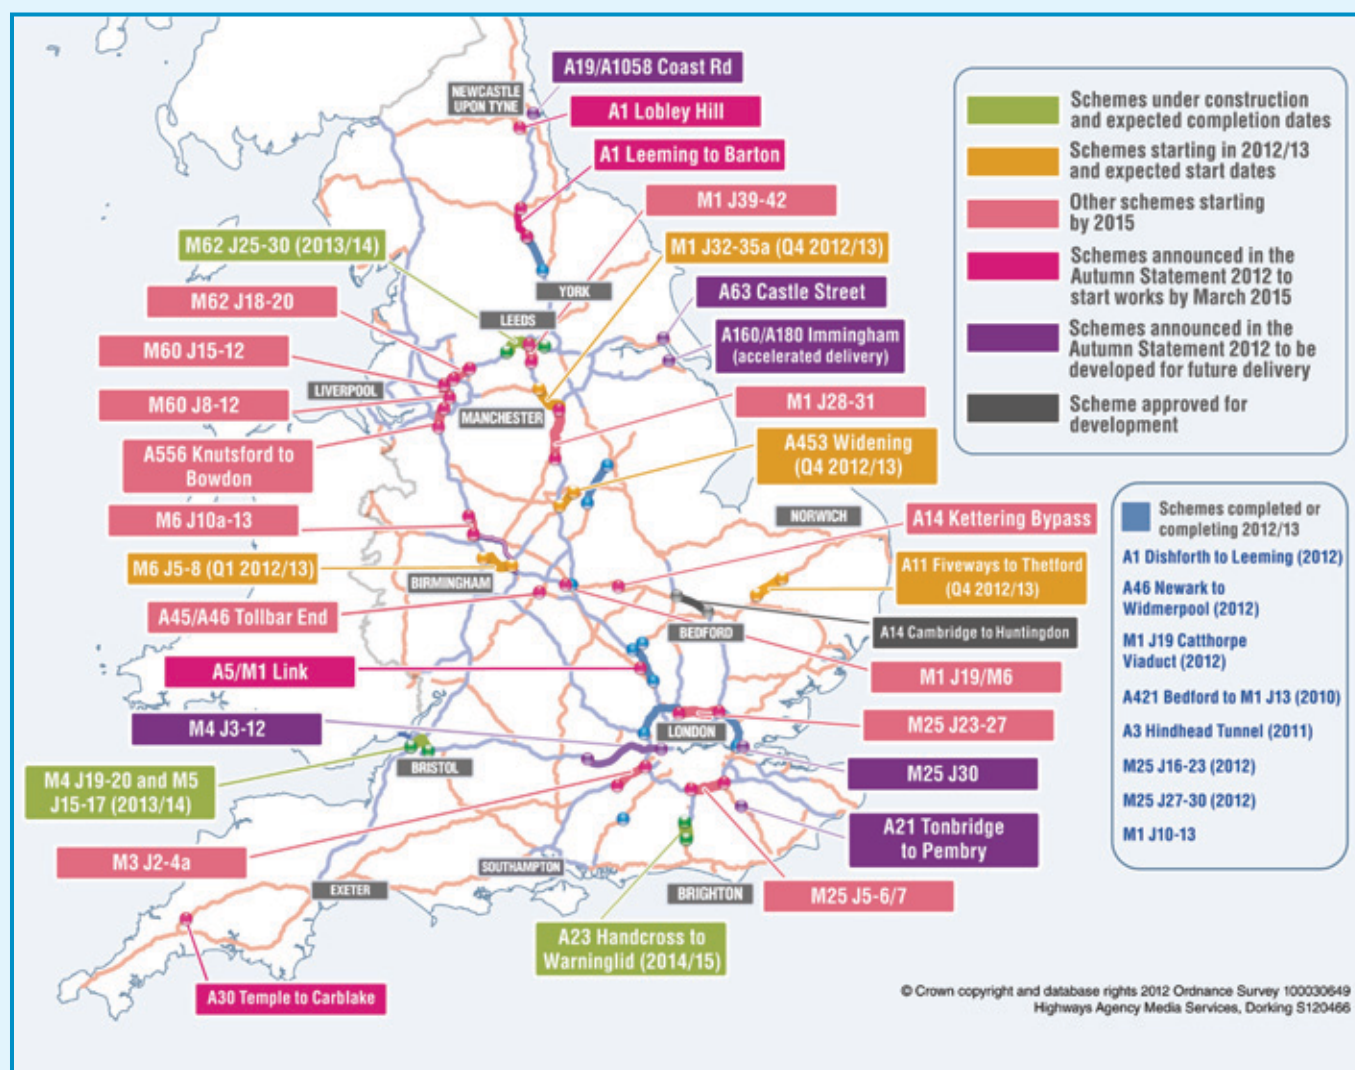 A19/A1058 Coast Rd
NEWCASTLE
UPON TYNE
A1 Lobley Hill
A1 Leeming to Barton
M1 J39-42
M62 J25-30 (2013/14)
M1 J32-35a (Q4 2012/13)
YORK
A63 Castle Street
M62 J18-20
LEEDS
A160/A180 Immingham
(accelerated delivery)
M60 J15-12
LIVERPOOL
M60 J8-12
MANCHESTER
M1 J28-31
A556 Knutsford to
Bowdon
A453 Widening
(Q4 2012/13)
M6 J10a-13
NORWICH
A14 Kettering Bypass
M6 J5-8 (Q1 2012/13)
BIRMINGHAM
A11 Fiveways to Thetford
(Q4 2012/13)
A45/A46 Tollbar End
BEDFORD
A14 Cambridge to Huntingdon
A5/M1 Link
M1 J19/M6
M4 J3-12
LONDON
M25 J23-27
BRISTOL
M25 J30
M4 J19-20 and M5
J15-17 (2013/14)
A21 Tonbridge
to Pembry
M3 J2-4a
SOUTHAMPTON
EXETER
BRIGHTON
M25 J5-6/7
A23 Handcross to
Warninglid (2014/15)
A30 Temple to Carblake
Schemes under construction
and expected completion dates
Schemes starting in 2012/13
and expected start dates
Other schemes starting
by 2015
Schemes announced in the
Autumn Statement 2012 to
start works by March 2015
Schemes announced in the
Autumn Statement 2012 to be
developed for future delivery
Scheme approved for
development
Schemes completed or
completing 2012/13
A1 Dishforth to Leeming (2012)
A46 Newark to
Widmerpool (2012)
M1 J19 Catthorpe
Viaduct (2012)
A421 Bedford to M1 J13 (2010)
A3 Hindhead Tunnel (2011)
M25 J16-23 (2012)
M25 J27-30 (2012)
M1 J10-13
© Crown copyright and database rights 2012 Ordnance Survey 100030649
Highways Agency Media Services, Dorking S120466